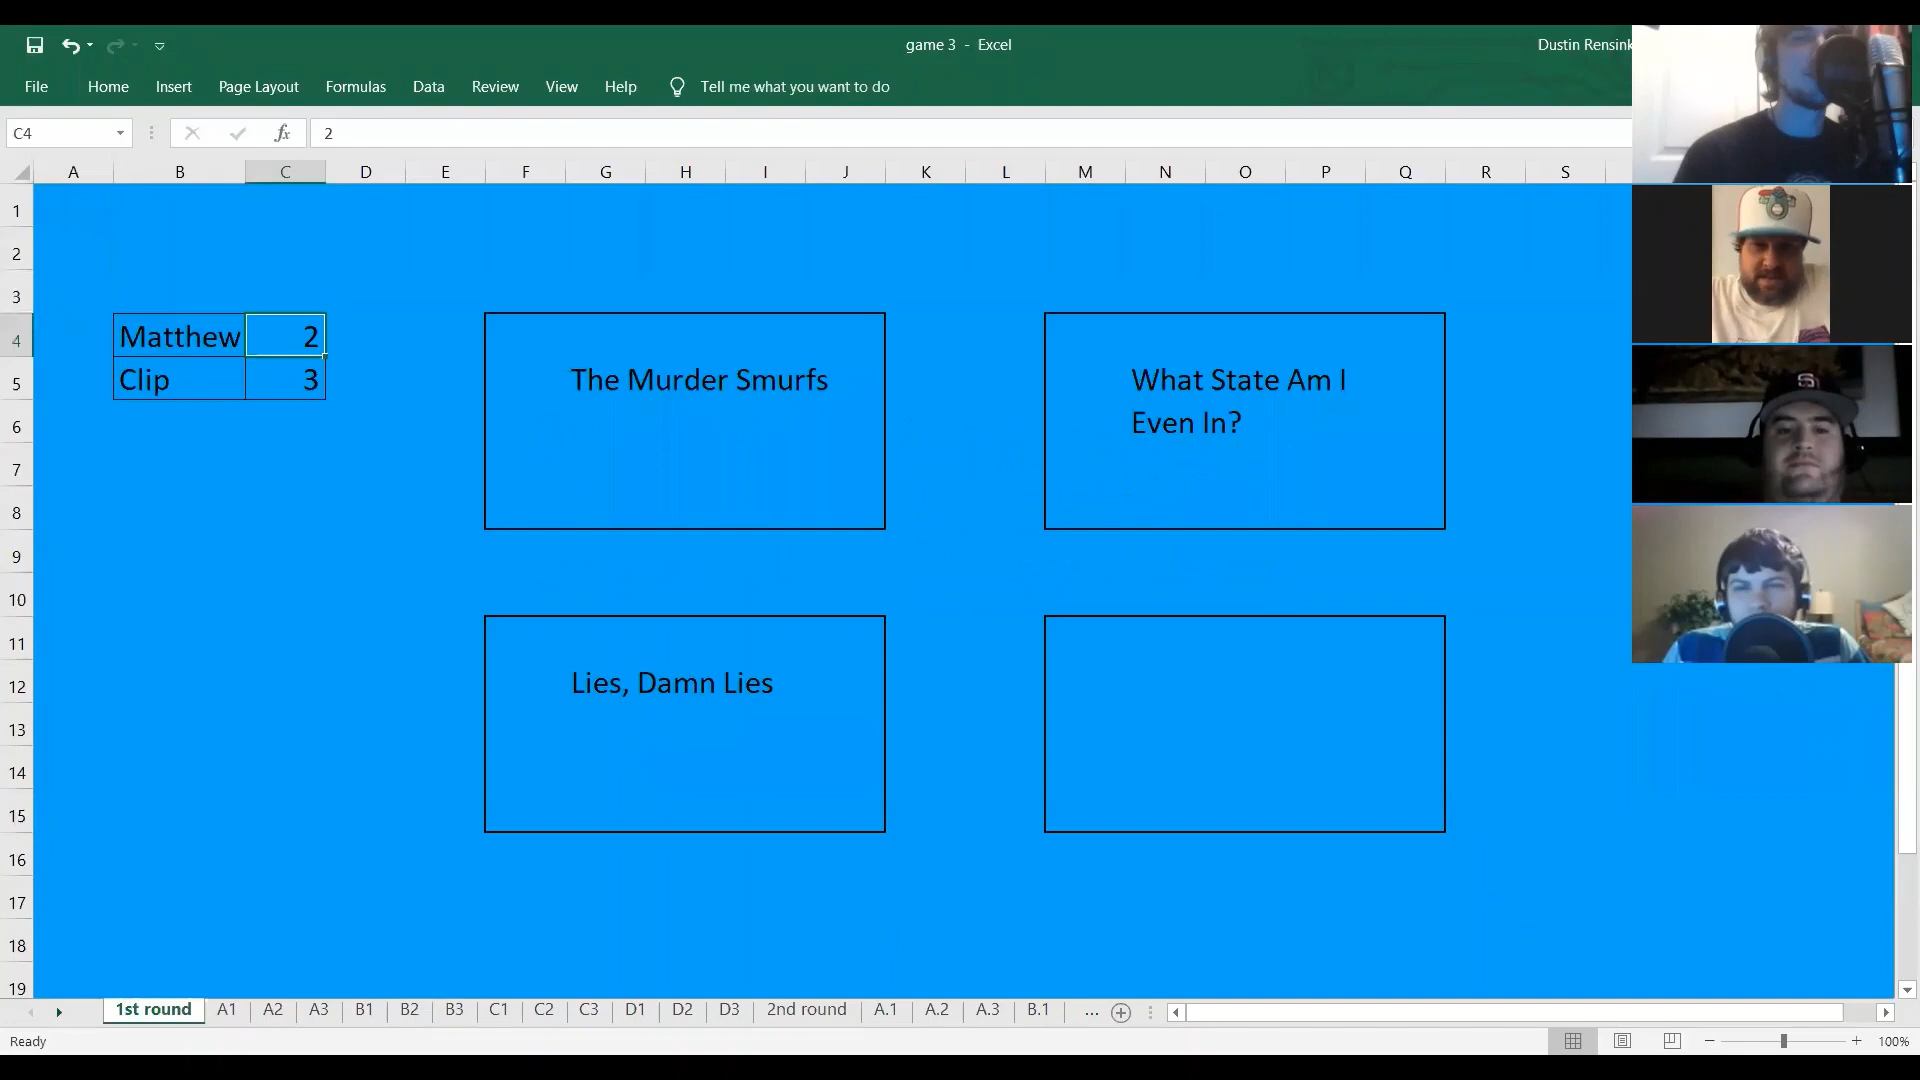 game 3 - Excel
Dustin Rensink
File Home Insert Page Layout Formulas Data Review View Help Tell me what you want to do
C4 fx 2
A B C D E F G H I J K L M N O P Q R S
1
2
3
4 Matthew 2
5 Clip 3 The Murder Smurfs What State Am I
6 Even In?
7
8
9
10
11
12 Lies, Damn Lies
13
14
15
16
17
18
19
1st round A1 A2 A3 B1 B2 B3 C1 C2 C3 D1 D2 D3 2nd round A.1 A.2 A.3 B.1 ...
Ready
100%